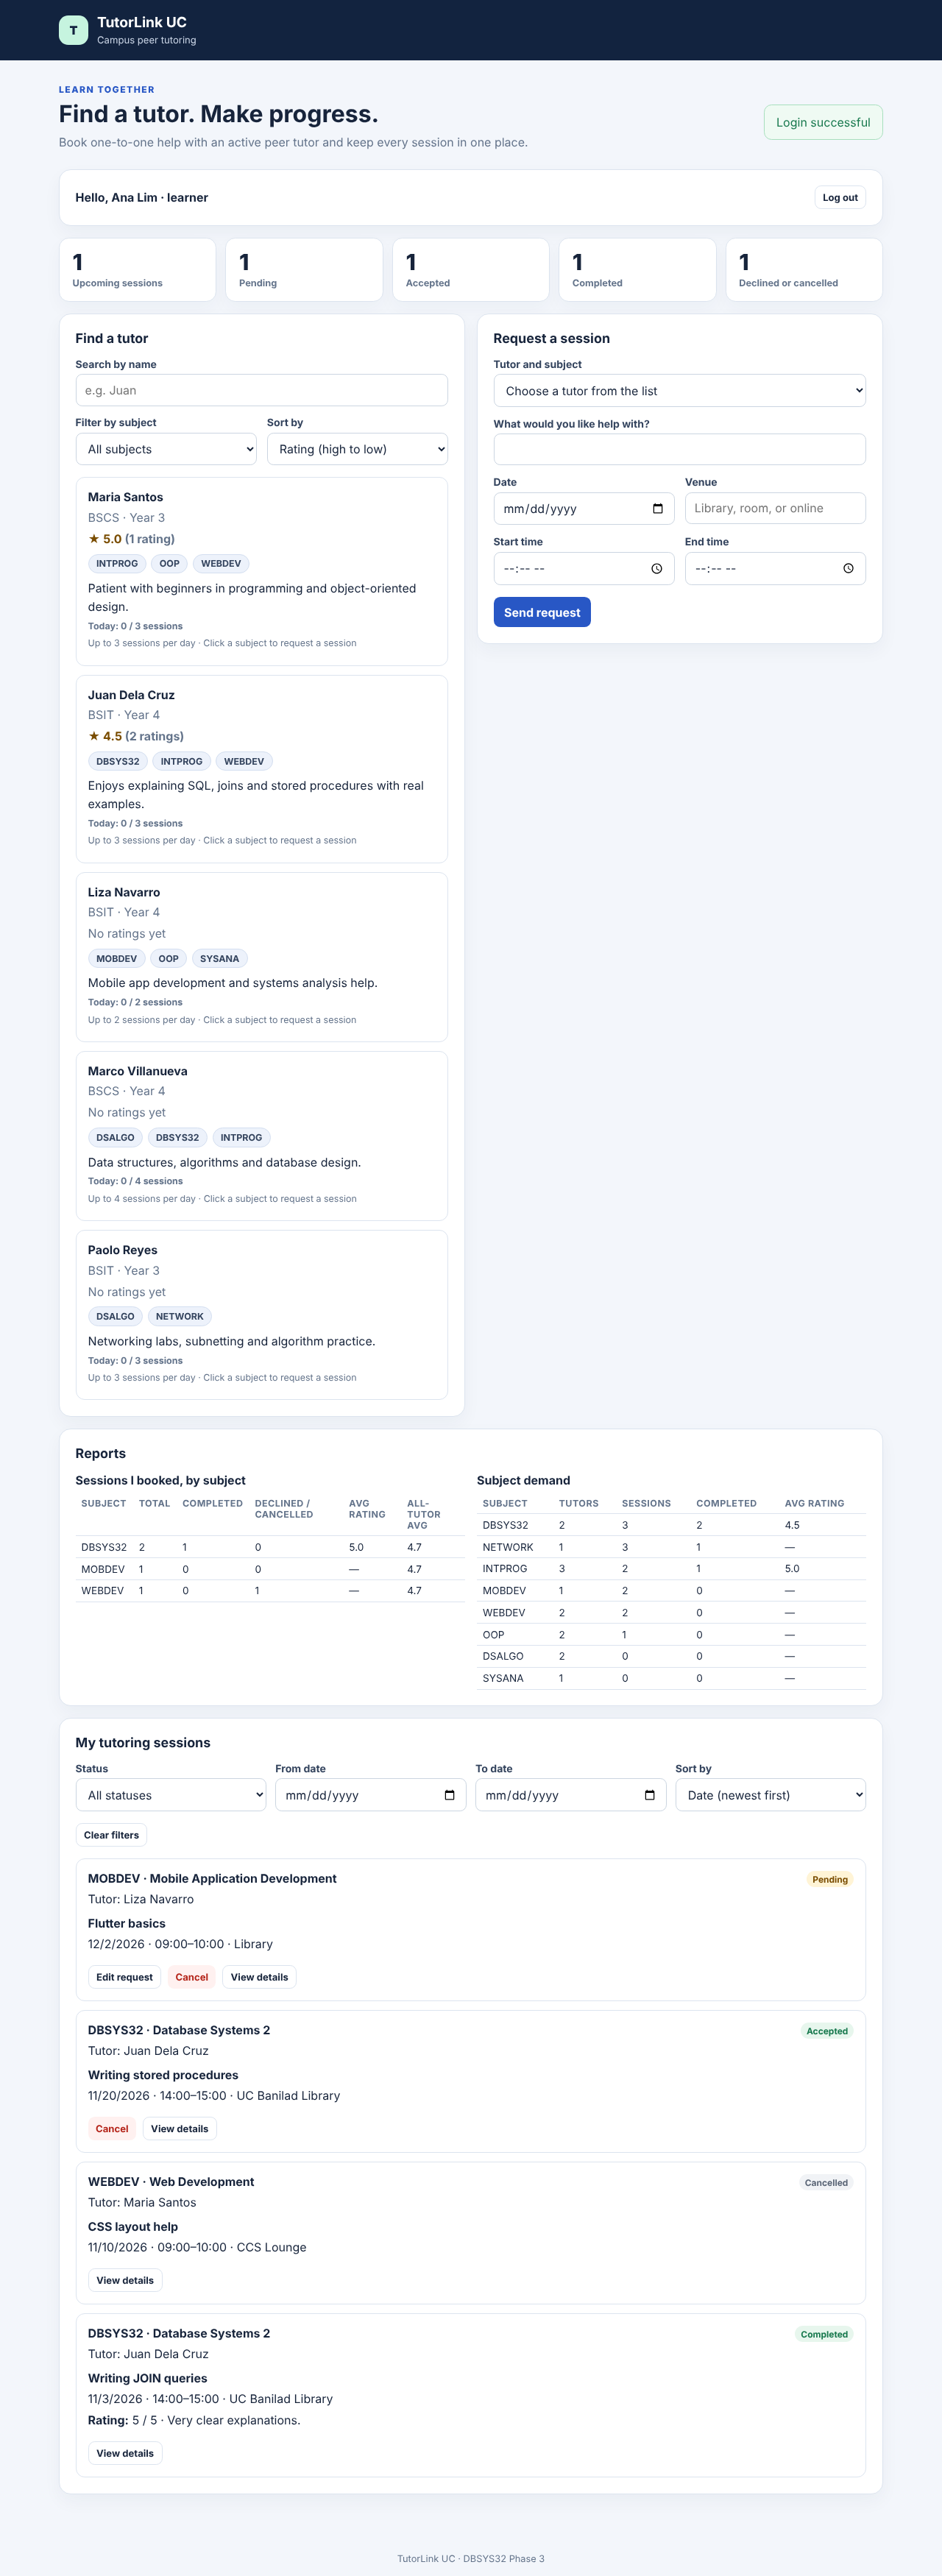 T
TutorLink UC
Campus peer tutoring
LEARN TOGETHER
Find a tutor. Make progress.
Book one-to-one help with an active peer tutor and keep every session in one place.
Login successful
Hello, Ana Lim · learner
Log out
1
Upcoming sessions
1
Pending
1
Accepted
1
Completed
1
Declined or cancelled
Find a tutor
Search by name
e.g. Juan
Filter by subject
Sort by
All subjects
Rating (high to low)
Maria Santos
BSCS · Year 3
★ 5.0 (1 rating)
INTPROG OOP WEBDEV
Patient with beginners in programming and object-oriented
design.
Today: 0 / 3 sessions
Up to 3 sessions per day · Click a subject to request a session
Juan Dela Cruz
BSIT · Year 4
★ 4.5 (2 ratings)
DBSYS32 INTPROG WEBDEV
Enjoys explaining SQL, joins and stored procedures with real
examples.
Today: 0 / 3 sessions
Up to 3 sessions per day · Click a subject to request a session
Liza Navarro
BSIT · Year 4
No ratings yet
MOBDEV OOP SYSANA
Mobile app development and systems analysis help.
Today: 0 / 2 sessions
Up to 2 sessions per day · Click a subject to request a session
Marco Villanueva
BSCS · Year 4
No ratings yet
DSALGO DBSYS32 INTPROG
Data structures, algorithms and database design.
Today: 0 / 4 sessions
Up to 4 sessions per day · Click a subject to request a session
Paolo Reyes
BSIT · Year 3
No ratings yet
DSALGO NETWORK
Networking labs, subnetting and algorithm practice.
Today: 0 / 3 sessions
Up to 3 sessions per day · Click a subject to request a session
Request a session
Tutor and subject
Choose a tutor from the list
What would you like help with?
Date
Venue
mm/dd/yyyy
Library, room, or online
Start time
End time
--:-- --
--:-- --
Send request
Reports
Sessions I booked, by subject
SUBJECT TOTAL COMPLETED DECLINED / CANCELLED AVG RATING ALL-TUTOR AVG
DBSYS32 2 1 0 5.0 4.7
MOBDEV 1 0 0 — 4.7
WEBDEV 1 0 1 — 4.7
Subject demand
SUBJECT TUTORS SESSIONS COMPLETED AVG RATING
DBSYS32 2 3 2 4.5
NETWORK 1 3 1 —
INTPROG 3 2 1 5.0
MOBDEV 1 2 0 —
WEBDEV 2 2 0 —
OOP 2 1 0 —
DSALGO 2 0 0 —
SYSANA 1 0 0 —
My tutoring sessions
Status
From date
To date
Sort by
All statuses
mm/dd/yyyy
mm/dd/yyyy
Date (newest first)
Clear filters
MOBDEV · Mobile Application Development
Pending
Tutor: Liza Navarro
Flutter basics
12/2/2026 · 09:00–10:00 · Library
Edit request Cancel View details
DBSYS32 · Database Systems 2
Accepted
Tutor: Juan Dela Cruz
Writing stored procedures
11/20/2026 · 14:00–15:00 · UC Banilad Library
Cancel View details
WEBDEV · Web Development
Cancelled
Tutor: Maria Santos
CSS layout help
11/10/2026 · 09:00–10:00 · CCS Lounge
View details
DBSYS32 · Database Systems 2
Completed
Tutor: Juan Dela Cruz
Writing JOIN queries
11/3/2026 · 14:00–15:00 · UC Banilad Library
Rating: 5 / 5 · Very clear explanations.
View details
TutorLink UC · DBSYS32 Phase 3